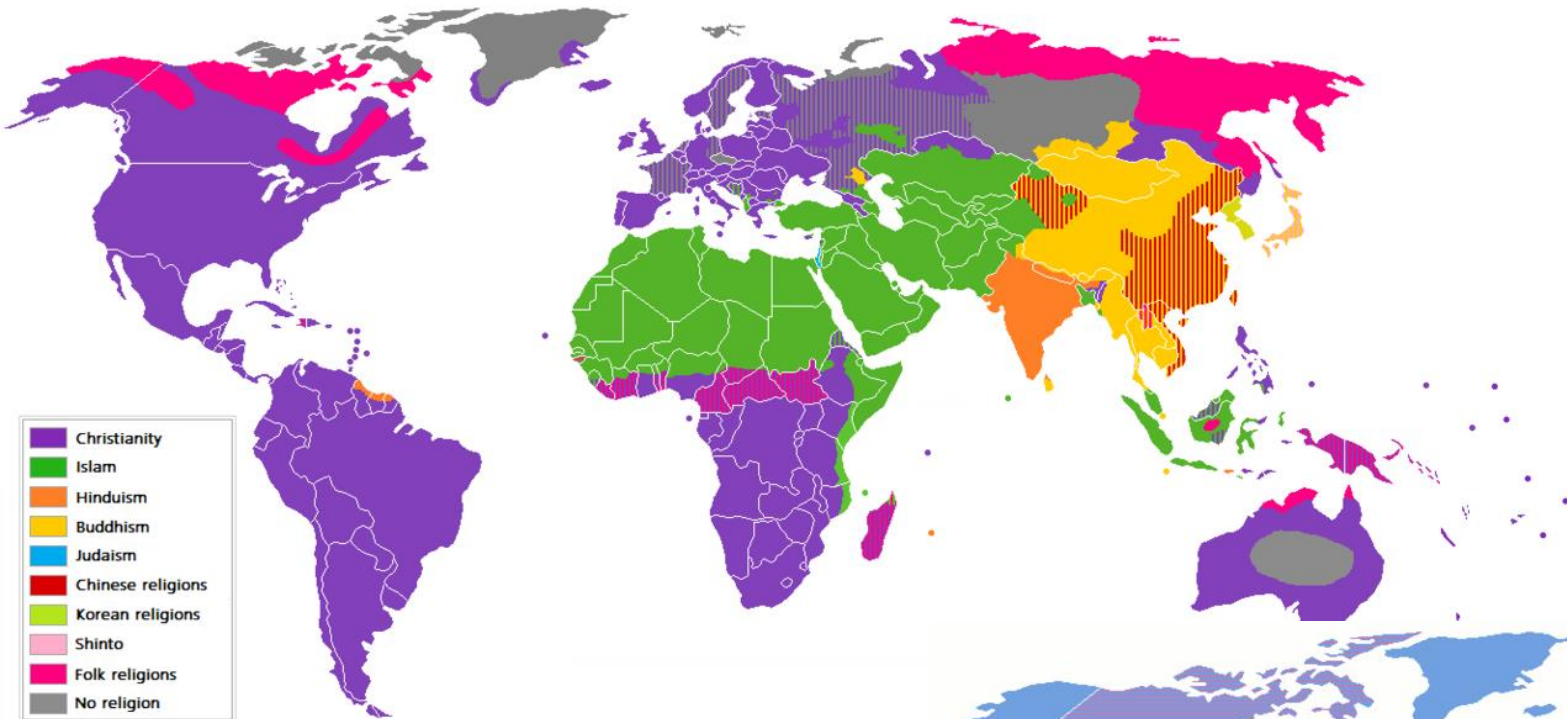 Christianity
Islam
Hinduism
Buddhism
Judaism
Chinese religions
Korean religions
Shinto
Folk religions
No religion